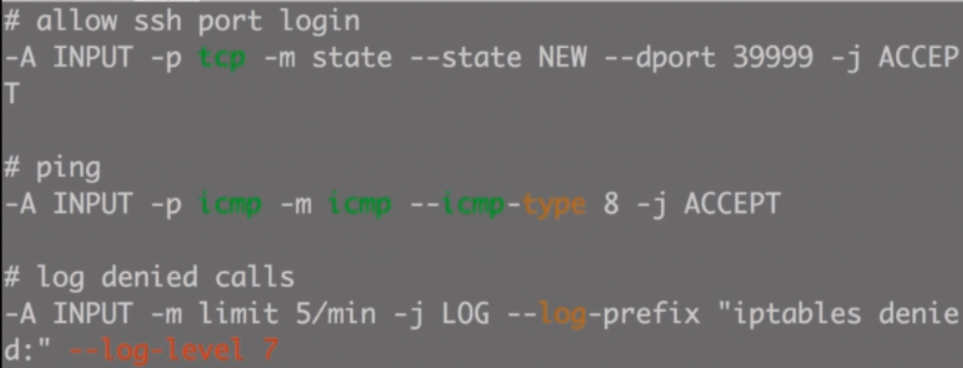 # allow ssh port login
-A INPUT -p tcp -m state --state NEW --dport 39999 -j ACCEP
T
# ping
-A INPUT -p icmp -m icmp --icmp-type 8 -j ACCEPT
# log denied calls
-A INPUT -m limit 5/min -j LOG --log-prefix "iptables denie
d:" --log-level 7